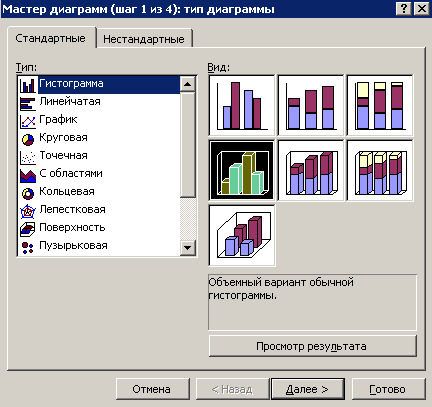 Мастер диаграмм (шаг 1 из 4): тип диаграммы
Стандартные
Нестандартные
Тип:
Вид:
Гистограмма
Линейчатая
График
Круговая
Точечная
С областями
Кольцевая
Лепестковая
Поверхность
Пузырьковая
Объемный вариант обычной
гистограммы.
Просмотр результата
Отмена
< Назад
Далее >
Готово